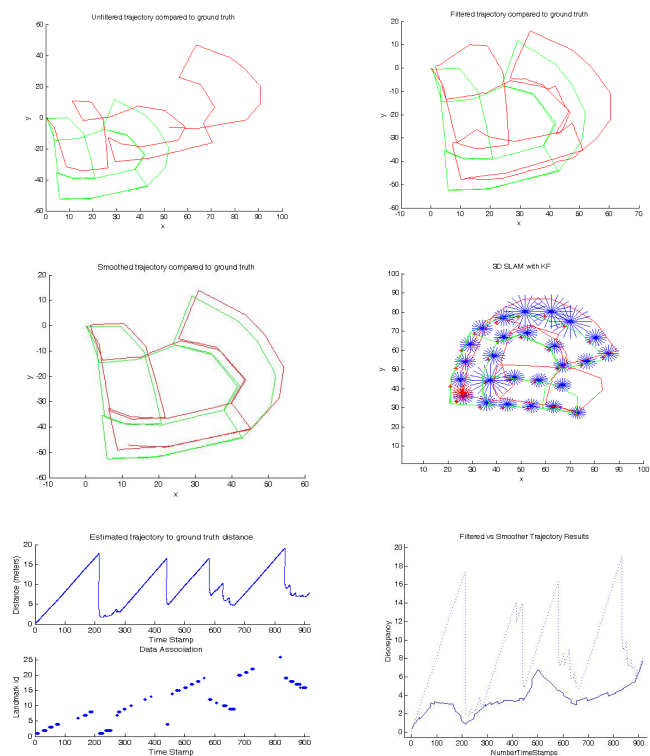 Unfiltered trajectory compared to ground truth
60
40
20
0
-20
-40
-60
y
0 10 20 30 40 50 60 70 80 90 100
x
Filtered trajectory compared to ground truth
20
10
0
-10
-20
-30
-40
-50
-60
y
-10 0 10 20 30 40 50 60 70
x
Smoothed trajectory compared to ground truth
20
10
0
-10
-20
-30
-40
-50
-60
y
-10 0 10 20 30 40 50 60
x
3D SLAM with KF
100
90
80
70
60
50
40
30
20
10
y
10 20 30 40 50 60 70 80 90 100
x
Estimated trajectory to ground truth distance
20
15
10
5
0
Distance (meters)
0 100 200 300 400 500 600 700 800 900
Time Stamp
Data Association
25
20
15
10
5
Landmark id
0 100 200 300 400 500 600 700 800 900
Time Stamp
Filtered vs Smoother Trajectory Results
20
18
16
14
12
10
8
6
4
2
0
Discrepancy
0 100 200 300 400 500 600 700 800 900
NumberTimeStamps